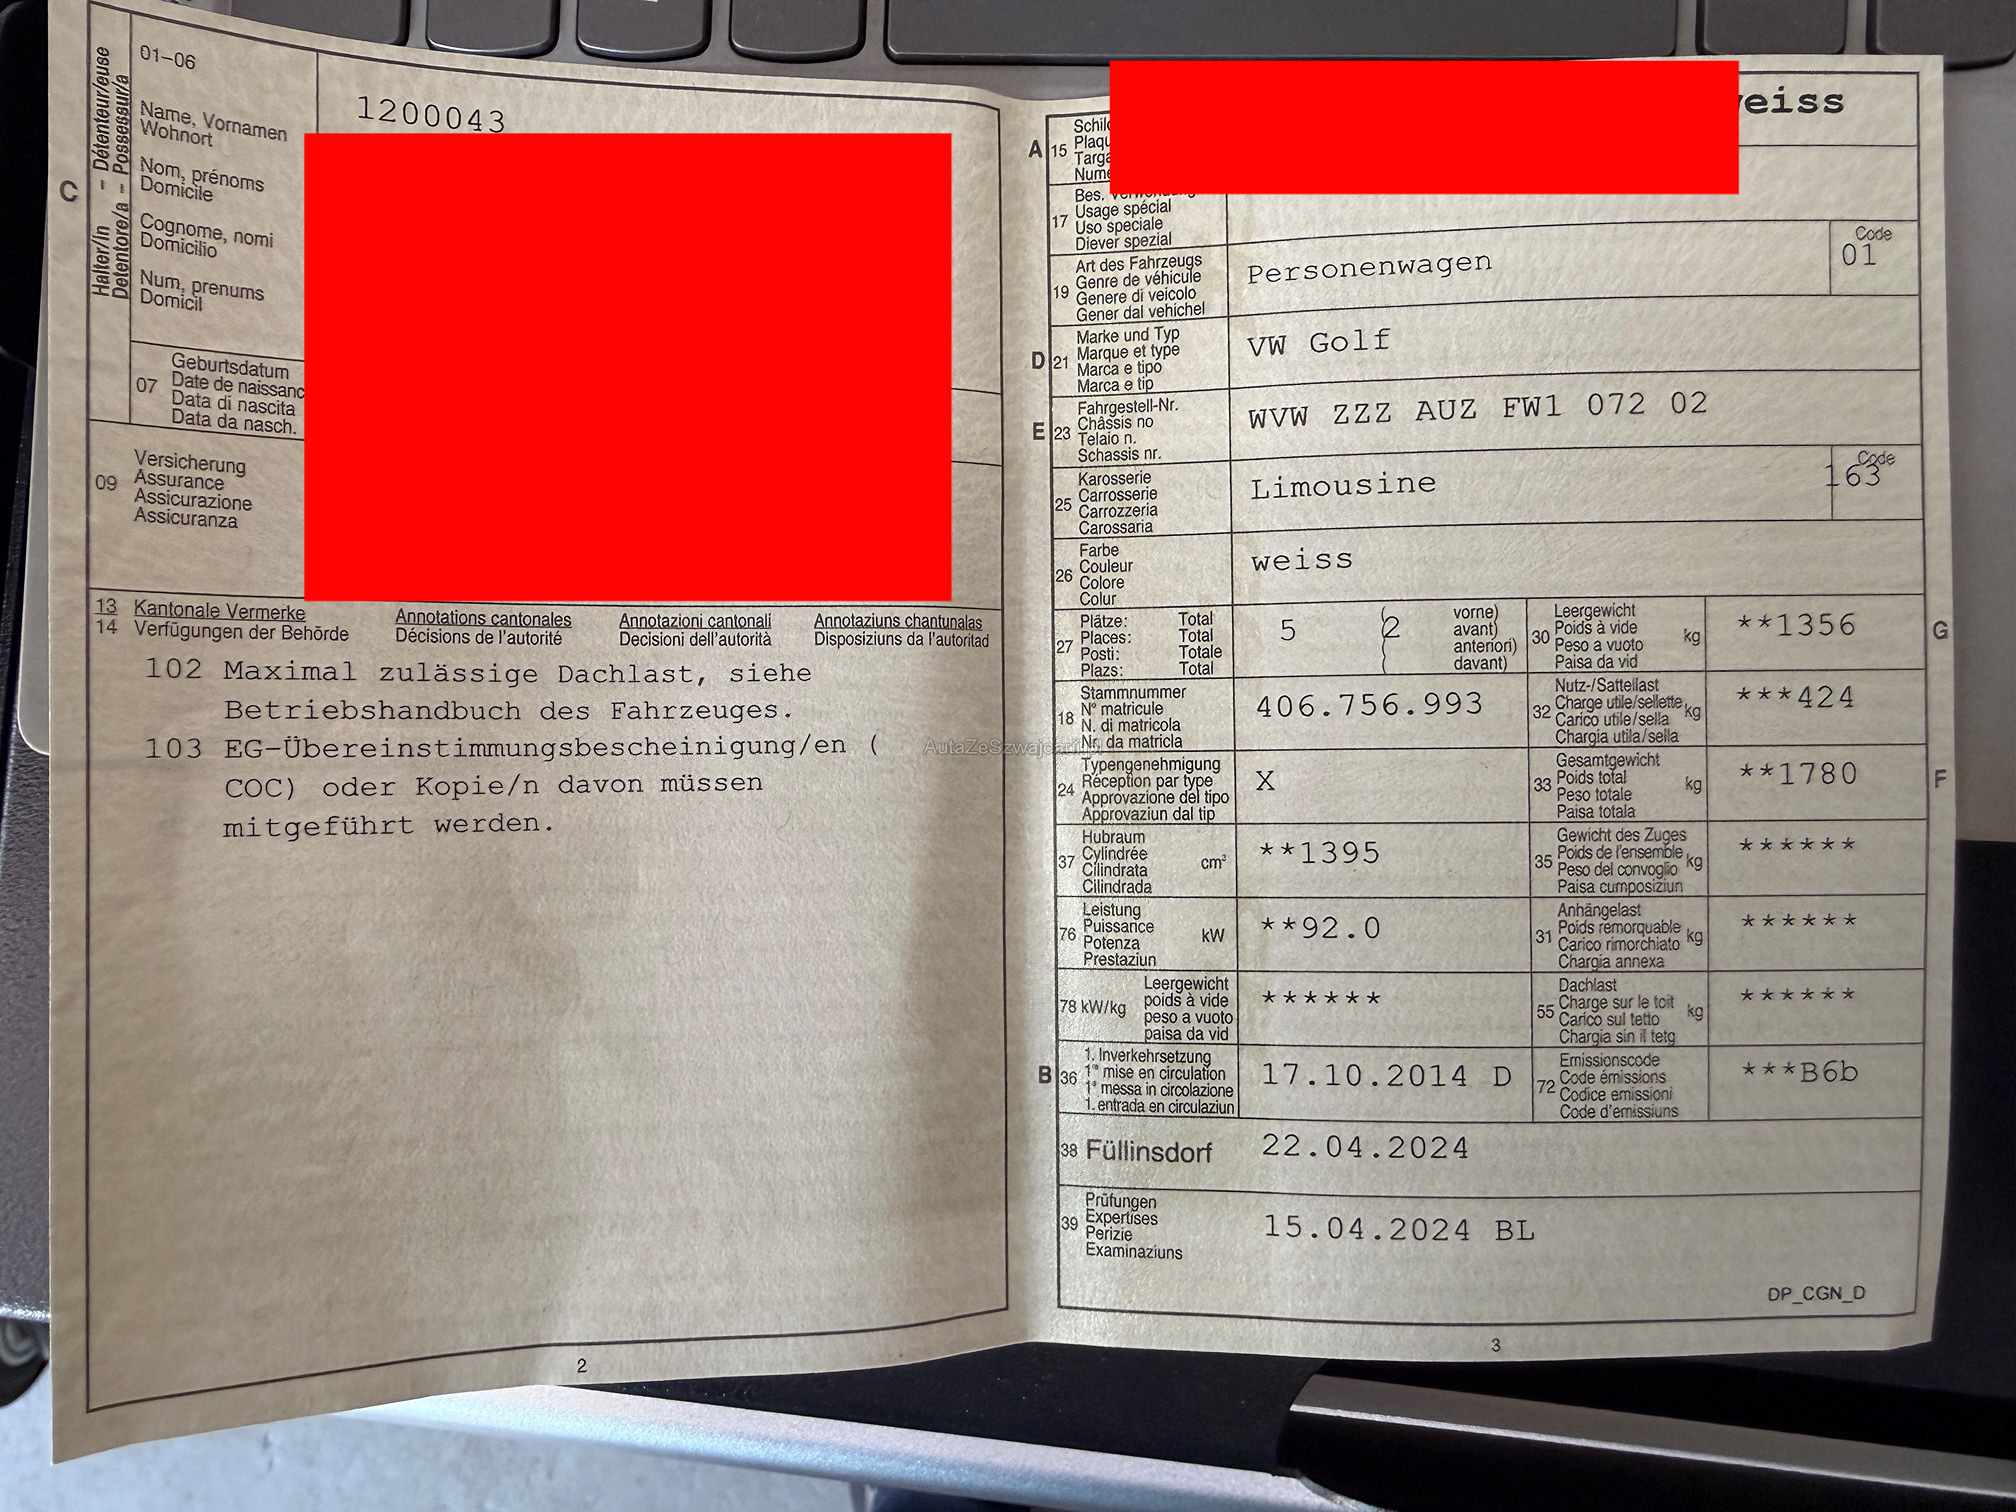 01-06
1200043
C
Halter/in – Détenteur/euse
Detentore/a – Possessur/a
Name, Vornamen
Wohnort
Nom, prénoms
Domicile
Cognome, nomi
Domicilio
Num, prenums
Domicil
07
Geburtsdatum
Date de naissanc
Data di nascita
Data da nasch.
09
Versicherung
Assurance
Assicurazione
Assicuranza
13 Kantonale Vermerke Annotations cantonales Annotazioni cantonali Annotaziuns chantunalas
14 Verfügungen der Behörde Décisions de l'autorité Decisioni dell'autorità Disposiziuns da l'autoritad
102 Maximal zulässige Dachlast, siehe
Betriebshandbuch des Fahrzeuges.
103 EG-Übereinstimmungsbescheinigung/en (
COC) oder Kopie/n davon müssen
mitgeführt werden.
2
AutaZeSzwajcarii.pl
weiss
A 15
Schil
Plaqu
Targa
Nume
17
Bes. Verwendung
Usage spécial
Uso speciale
Diever spezial
19
Art des Fahrzeugs
Genre de véhicule
Genere di veicolo
Gener dal vehichel
Personenwagen
Code
01
D 21
Marke und Typ
Marque et type
Marca e tipo
Marca e tip
VW Golf
E 23
Fahrgestell-Nr.
Châssis no
Telaio n.
Schassis nr.
WVW ZZZ AUZ FW1 072 02
25
Karosserie
Carrosserie
Carrozzeria
Carossaria
Limousine
Code
163
26
Farbe
Couleur
Colore
Colur
weiss
27
Plätze: Total
Places: Total
Posti: Totale
Plazs: Total
5 (2
vorne)
avant)
anteriori)
davant)
30
Leergewicht
Poids à vide
Peso a vuoto
Paisa da vid
kg
**1356
G
18
Stammnummer
N° matricule
N. di matricola
Nr. da matricla
406.756.993
32
Nutz-/Sattellast
Charge utile/sellette
Carico utile/sella
Chargia utila/sella
kg
***424
24
Typengenehmigung
Réception par type
Approvazione del tipo
Approvaziun dal tip
X
33
Gesamtgewicht
Poids total
Peso totale
Paisa totala
kg
**1780
F
37
Hubraum
Cylindrée
Cilindrata
Cilindrada
cm³
**1395
35
Gewicht des Zuges
Poids de l'ensemble
Peso del convoglio
Paisa cumposiziun
kg
******
76
Leistung
Puissance
Potenza
Prestaziun
kW
**92.0
31
Anhängelast
Poids remorquable
Carico rimorchiato
Chargia annexa
kg
******
78 kW/kg
Leergewicht
poids à vide
peso a vuoto
paisa da vid
******
55
Dachlast
Charge sur le toit
Carico sul tetto
Chargia sin il tetg
kg
******
B 36
1. Inverkehrsetzung
1re mise en circulation
1a messa in circolazione
1. entrada en circulaziun
17.10.2014 D
72
Emissionscode
Code émissions
Codice emissioni
Code d'emissiuns
***B6b
38 Füllinsdorf
22.04.2024
39
Prüfungen
Expertises
Perizie
Examinaziuns
15.04.2024 BL
DP_CGN_D
3